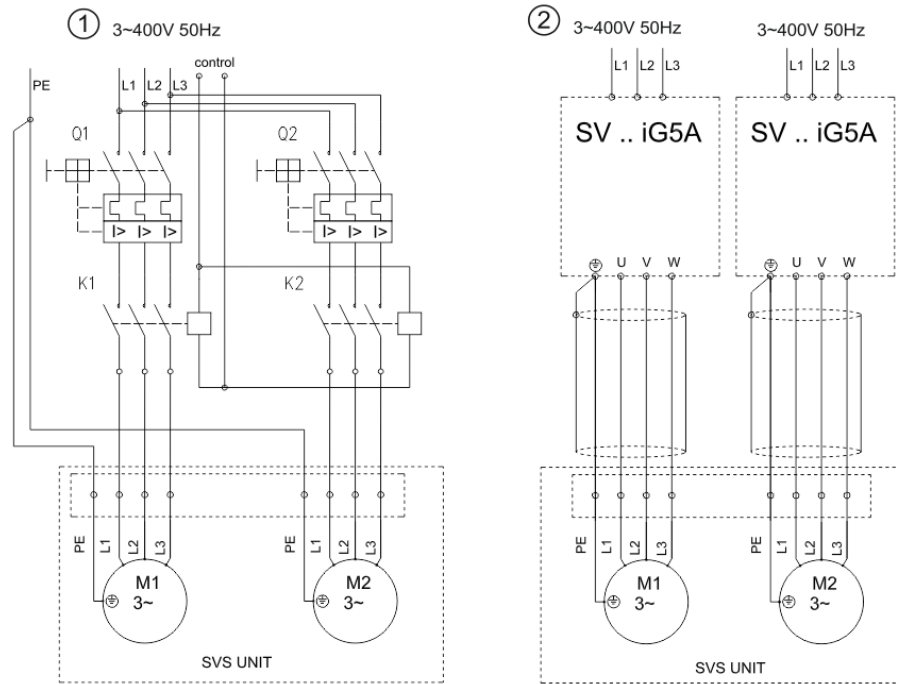 1 3~400V 50Hz
control
PE L1 L2 L3
Q1 Q2
I> I> I> I> I> I>
K1 K2
PE L1 L2 L3 PE L1 L2 L3
M1 M2
3~ 3~
SVS UNIT
2 3~400V 50Hz 3~400V 50Hz
L1 L2 L3 L1 L2 L3
SV .. iG5A SV .. iG5A
U V W U V W
PE L1 L2 L3 PE L1 L2 L3
M1 M2
3~ 3~
SVS UNIT